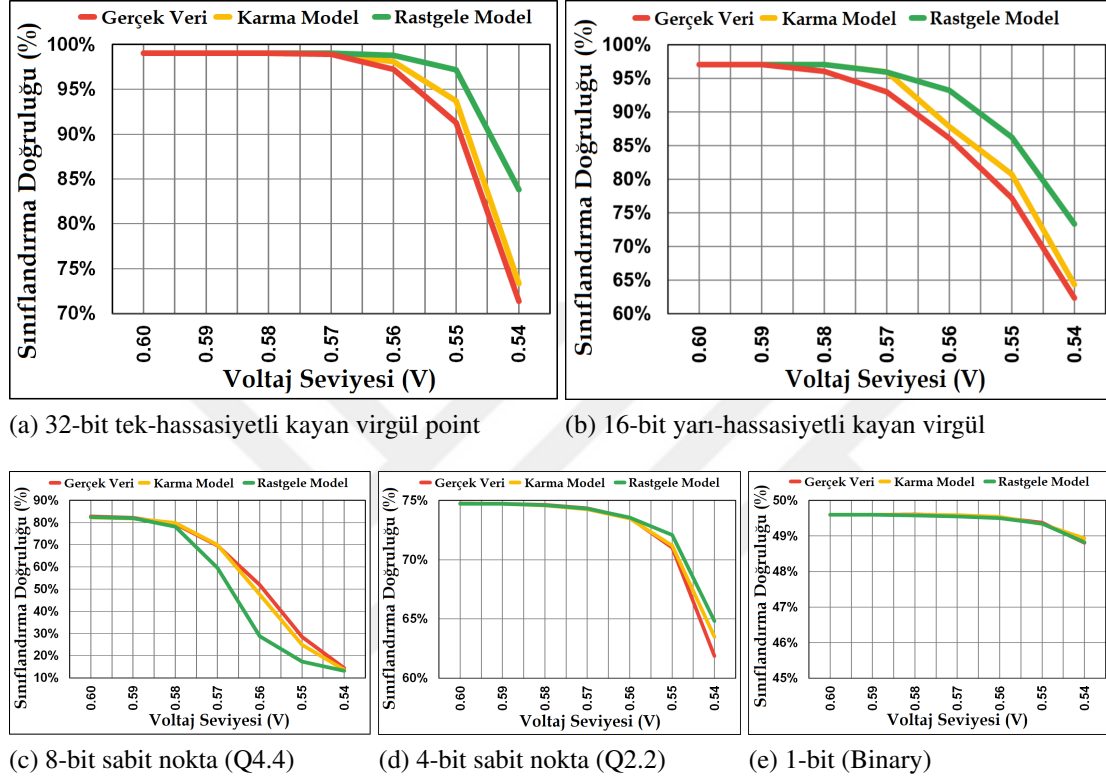 Gerçek Veri Karma Model Rastgele Model
Sınıflandırma Doğruluğu (%)
100%
95%
90%
85%
80%
75%
70%
0.60 0.59 0.58 0.57 0.56 0.55 0.54
Voltaj Seviyesi (V)
(a) 32-bit tek-hassasiyetli kayan virgül point
Gerçek Veri Karma Model Rastgele Model
Sınıflandırma Doğruluğu (%)
100%
95%
90%
85%
80%
75%
70%
65%
60%
0.60 0.59 0.58 0.57 0.56 0.55 0.54
Voltaj Seviyesi (V)
(b) 16-bit yarı-hassasiyetli kayan virgül
Gerçek Veri Karma Model Rastgele Model
Sınıflandırma Doğruluğu (%)
90%
80%
70%
60%
50%
40%
30%
20%
10%
0.60 0.59 0.58 0.57 0.56 0.55 0.54
Voltaj Seviyesi (V)
(c) 8-bit sabit nokta (Q4.4)
Gerçek Veri Karma Model Rastgele Model
Sınıflandırma Doğruluğu (%)
75%
70%
65%
60%
0.60 0.59 0.58 0.57 0.56 0.55 0.54
Voltaj Seviyesi (V)
(d) 4-bit sabit nokta (Q2.2)
Gerçek Veri Karma Model Rastgele Model
Sınıflandırma Doğruluğu (%)
50%
49%
48%
47%
46%
45%
0.60 0.59 0.58 0.57 0.56 0.55 0.54
Voltaj Seviyesi (V)
(e) 1-bit (Binary)